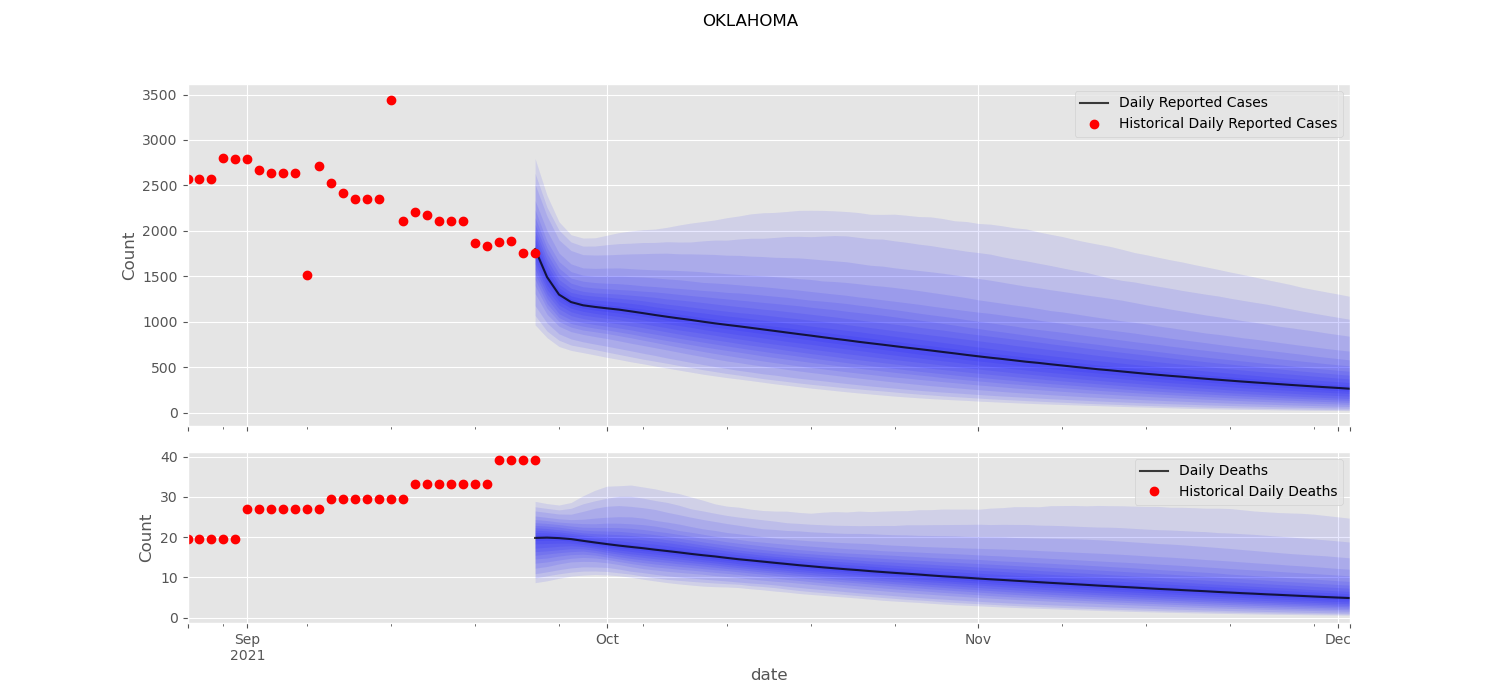 OKLAHOMA
3500
3000
2500
2000
1500
1000
500
0
Count
Daily Reported Cases
Historical Daily Reported Cases
40
30
20
10
0
Count
Daily Deaths
Historical Daily Deaths
Sep
2021
Oct
Nov
Dec
date